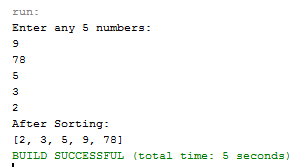 run:
Enter any 5 numbers:
9
78
5
3
2
After Sorting:
[2, 3, 5, 9, 78]
BUILD SUCCESSFUL (total time: 5 seconds)